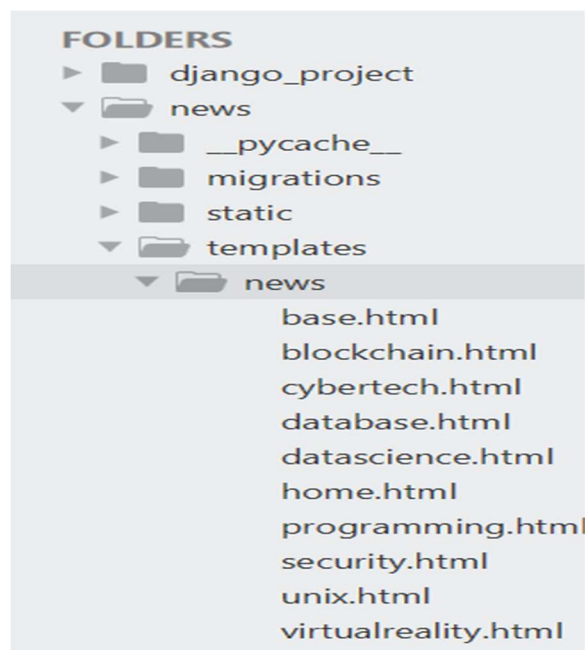 FOLDERS
django_project
news
__pycache__
migrations
static
templates
news
base.html
blockchain.html
cybertech.html
database.html
datascience.html
home.html
programming.html
security.html
unix.html
virtualreality.html